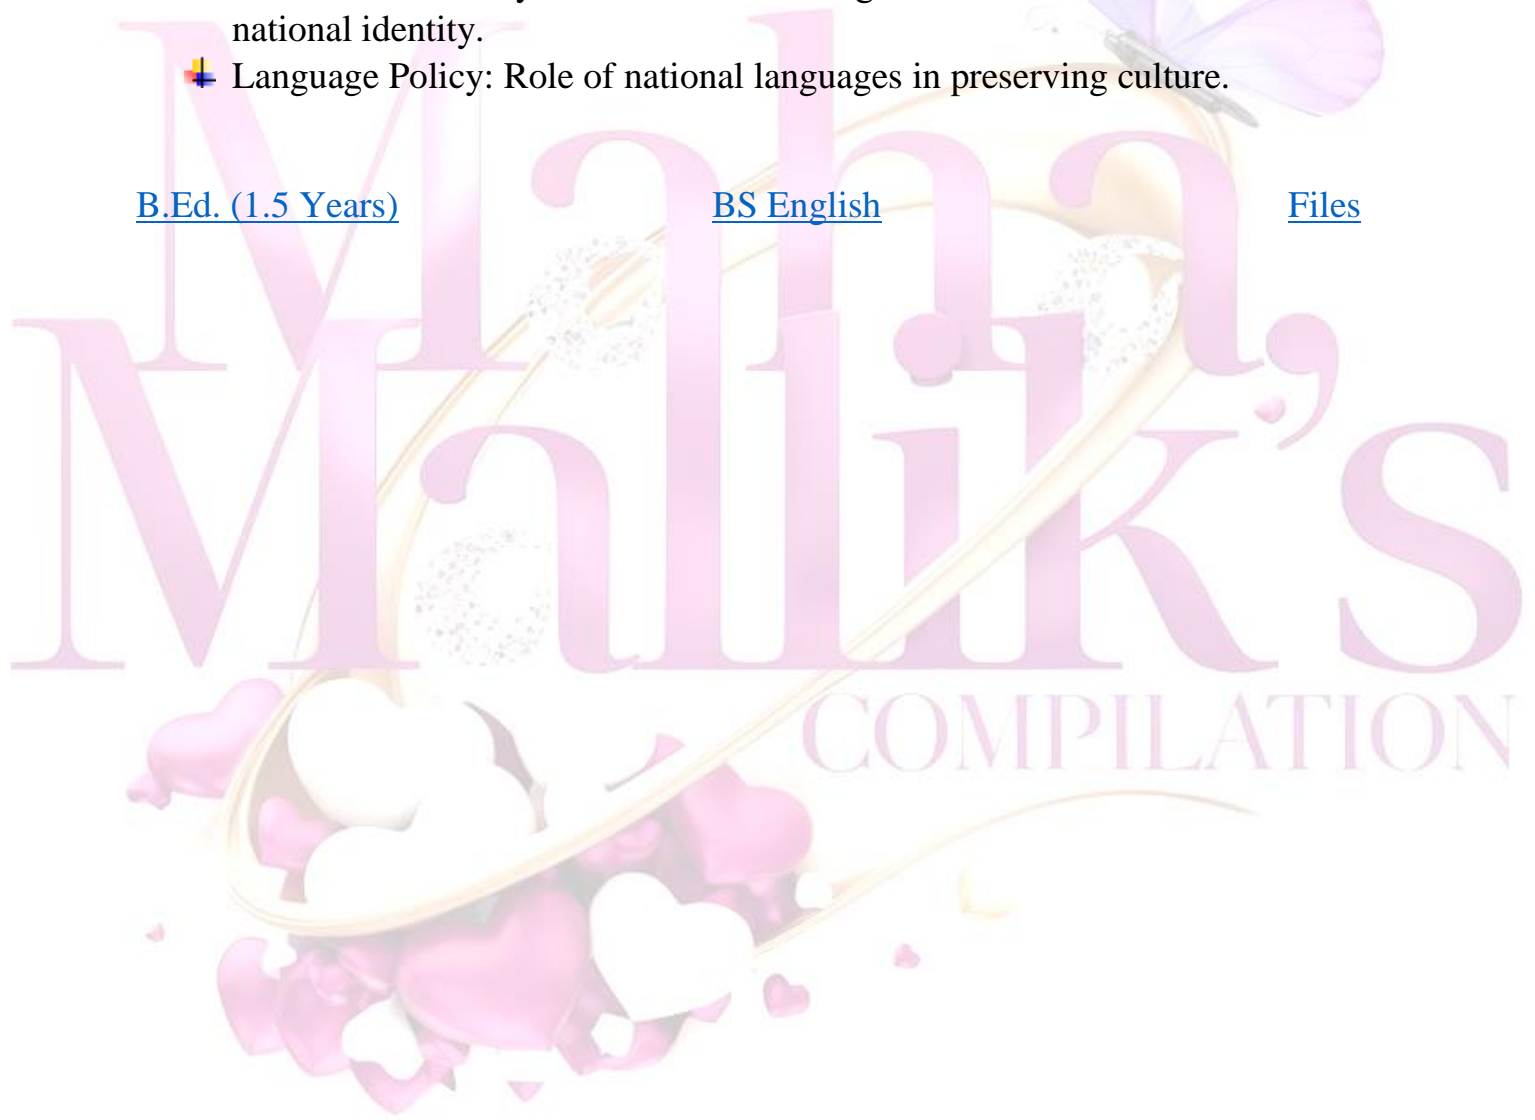 national identity.
Language Policy: Role of national languages in preserving culture.
B.Ed. (1.5 Years) BS English Files
Maha,
Mallik's
COMPILATION